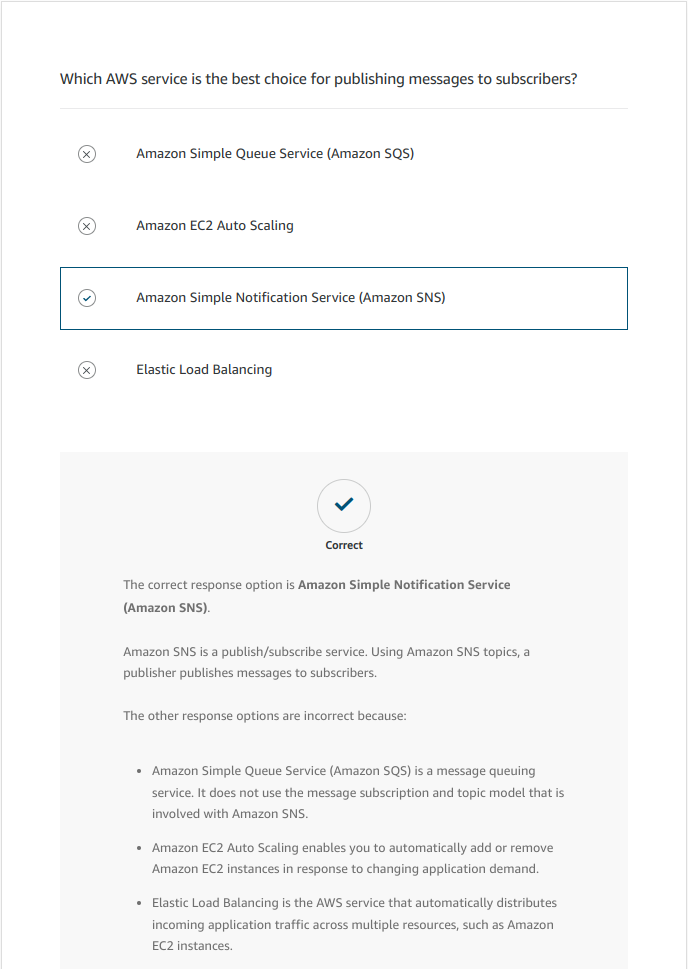 Which AWS service is the best choice for publishing messages to subscribers?
Amazon Simple Queue Service (Amazon SQS)
Amazon EC2 Auto Scaling
Amazon Simple Notification Service (Amazon SNS)
Elastic Load Balancing
Correct
The correct response option is Amazon Simple Notification Service
(Amazon SNS).
Amazon SNS is a publish/subscribe service. Using Amazon SNS topics, a
publisher publishes messages to subscribers.
The other response options are incorrect because:
• Amazon Simple Queue Service (Amazon SQS) is a message queuing
service. It does not use the message subscription and topic model that is
involved with Amazon SNS.
• Amazon EC2 Auto Scaling enables you to automatically add or remove
Amazon EC2 instances in response to changing application demand.
• Elastic Load Balancing is the AWS service that automatically distributes
incoming application traffic across multiple resources, such as Amazon
EC2 instances.